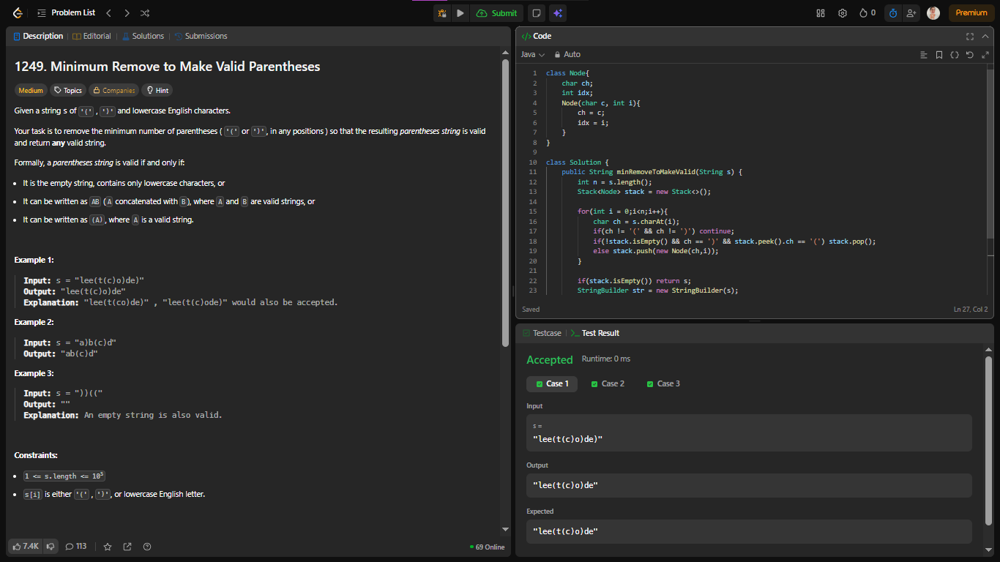 Problem List
Submit
0
Premium
Description
Editorial
Solutions
Submissions
1249. Minimum Remove to Make Valid Parentheses
Medium
Topics
Companies
Hint
Given a string s of '(' , ')' and lowercase English characters.
Your task is to remove the minimum number of parentheses ( '(' or ')', in any positions ) so that the resulting parentheses string is valid
and return any valid string.
Formally, a parentheses string is valid if and only if:
• It is the empty string, contains only lowercase characters, or
• It can be written as AB (A concatenated with B), where A and B are valid strings, or
• It can be written as (A), where A is a valid string.
Example 1:
Input: s = "lee(t(c)o)de)"
Output: "lee(t(c)o)de"
Explanation: "lee(t(co)de)" , "lee(t(c)ode)" would also be accepted.
Example 2:
Input: s = "a)b(c)d"
Output: "ab(c)d"
Example 3:
Input: s = "))(("
Output: ""
Explanation: An empty string is also valid.
Constraints:
• 1 <= s.length <= 10⁵
• s[i] is either '(' , ')', or lowercase English letter.
7.4K
113
69 Online
</> Code
Java
Auto
1 class Node{
2 char ch;
3 int idx;
4 Node(char c, int i){
5 ch = c;
6 idx = i;
7 }
8 }
9
10 class Solution {
11 public String minRemoveToMakeValid(String s) {
12 int n = s.length();
13 Stack<Node> stack = new Stack<>();
14
15 for(int i = 0;i<n;i++){
16 char ch = s.charAt(i);
17 if(ch != '(' && ch != ')') continue;
18 if(!stack.isEmpty() && ch == ')' && stack.peek().ch == '(') stack.pop();
19 else stack.push(new Node(ch,i));
20 }
21
22 if(stack.isEmpty()) return s;
23 StringBuilder str = new StringBuilder(s);
Saved
Ln 27, Col 2
Testcase
>_ Test Result
Accepted
Runtime: 0 ms
Case 1
Case 2
Case 3
Input
s =
"lee(t(c)o)de)"
Output
"lee(t(c)o)de"
Expected
"lee(t(c)o)de"